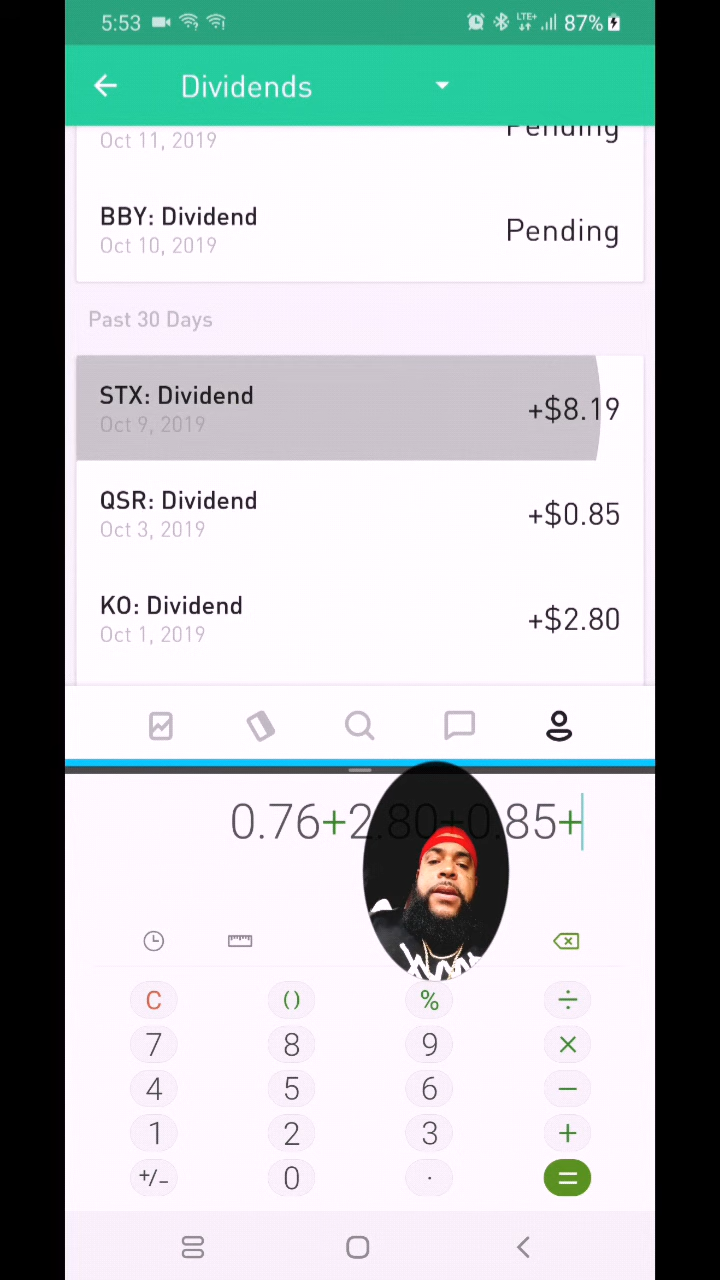 5:53 LTE+ 87%
Dividends
Oct 11, 2019 Pending
BBY: Dividend
Oct 10, 2019 Pending
Past 30 Days
STX: Dividend
Oct 9, 2019 +$8.19
QSR: Dividend
Oct 3, 2019 +$0.85
KO: Dividend
Oct 1, 2019 +$2.80
0.76+2.80+0.85+
C () % ÷
7 8 9 ×
4 5 6 −
1 2 3 +
+/− 0 . =